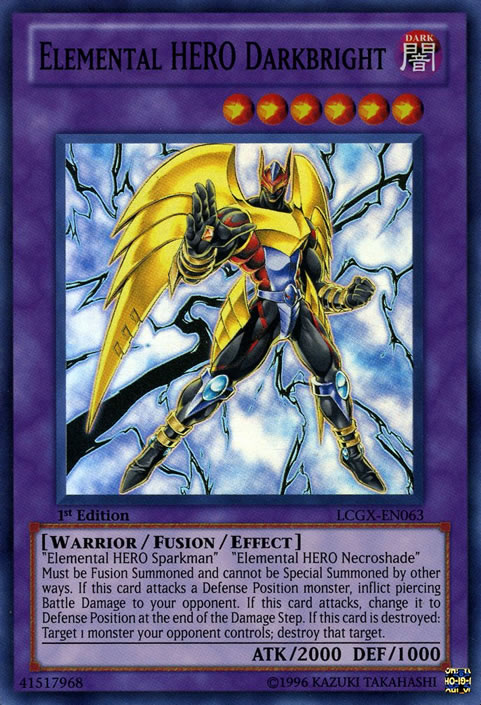 Elemental HERO Darkbright
DARK
闇
1st Edition
LCGX-EN063
[Warrior / Fusion / Effect]
"Elemental HERO Sparkman" "Elemental HERO Necroshade"
Must be Fusion Summoned and cannot be Special Summoned by other
ways. If this card attacks a Defense Position monster, inflict piercing
Battle Damage to your opponent. If this card attacks, change it to
Defense Position at the end of the Damage Step. If this card is destroyed:
Target 1 monster your opponent controls; destroy that target.
ATK/2000 DEF/1000
41517968
©1996 KAZUKI TAKAHASHI